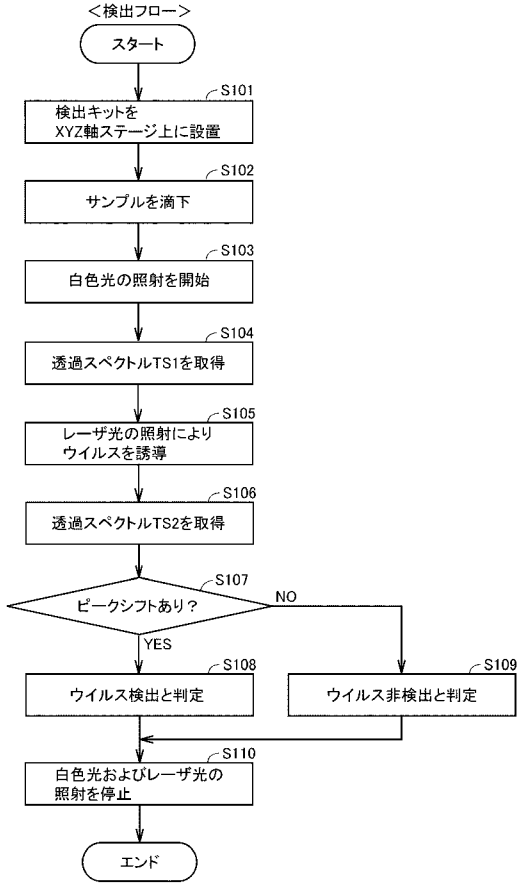 ＜検出フロー＞
スタート
S101
検出キットを
XYZ軸ステージ上に設置
S102
サンプルを滴下
S103
白色光の照射を開始
S104
透過スペクトルTS1を取得
S105
レーザ光の照射により
ウイルスを誘導
S106
透過スペクトルTS2を取得
S107
ピークシフトあり？
NO
YES
S108
ウイルス検出と判定
S109
ウイルス非検出と判定
S110
白色光およびレーザ光の
照射を停止
エンド